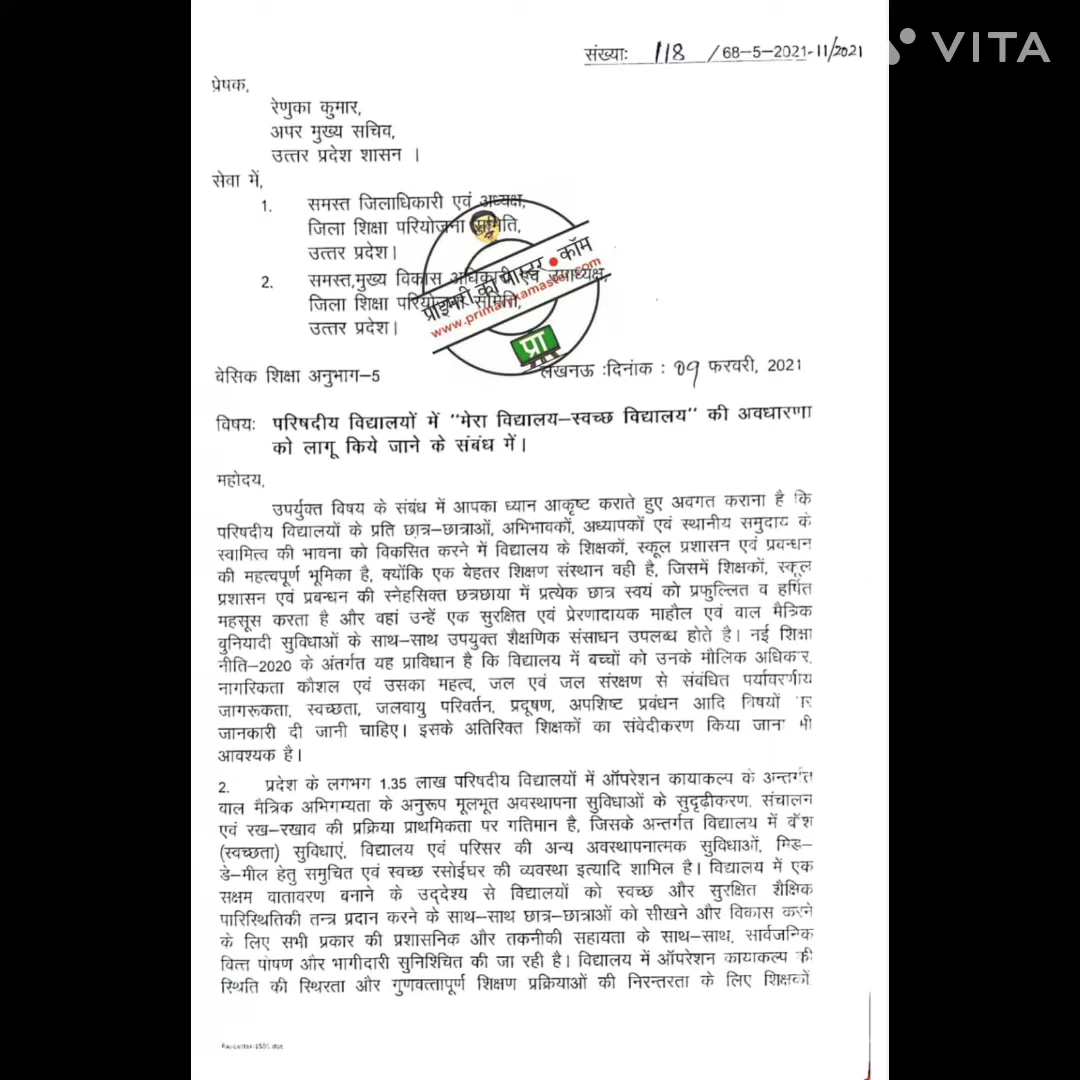 VITA
संख्याः 118 /68-5-2021-11/2021
प्रेषक,
रेणुका कुमार,
अपर मुख्य सचिव,
उत्तर प्रदेश शासन ।
सेवा में,
1. समस्त जिलाधिकारी एवं अध्यक्ष,
जिला शिक्षा परियोजना समिति,
उत्तर प्रदेश।
2. समस्त,मुख्य विकास अधिकारी एवं उपाध्यक्ष,
जिला शिक्षा परियोजना समिति,
उत्तर प्रदेश।
प्राइमरी का मास्टर ● कॉम
www.primarykamaster.com
प्रा
बेसिक शिक्षा अनुभाग-5 लखनऊ :दिनांक : 09 फरवरी, 2021
विषयः परिषदीय विद्यालयों में "मेरा विद्यालय-स्वच्छ विद्यालय" की अवधारणा
को लागू किये जाने के संबंध में।
महोदय,
उपर्युक्त विषय के संबंध में आपका ध्यान आकृष्ट कराते हुए अवगत कराना है कि
परिषदीय विद्यालयों के प्रति छात्र-छात्राओं, अभिभावकों, अध्यापकों एवं स्थानीय समुदाय के
स्वामित्व की भावना को विकसित करने में विद्यालय के शिक्षकों, स्कूल प्रशासन एवं प्रबन्धन
की महत्वपूर्ण भूमिका है, क्योंकि एक बेहतर शिक्षण संस्थान वही है, जिसमें शिक्षकों, स्कूल
प्रशासन एवं प्रबन्धन की स्नेहसिक्त छत्रछाया में प्रत्येक छात्र स्वयं को प्रफुल्लित व हर्षित
महसूस करता है और वहां उन्हें एक सुरक्षित एवं प्रेरणादायक माहौल एवं बाल मैत्रिक
बुनियादी सुविधाओं के साथ-साथ उपयुक्त शैक्षणिक संसाधन उपलब्ध होते है। नई शिक्षा
नीति-2020 के अंतर्गत यह प्राविधान है कि विद्यालय में बच्चों को उनके मौलिक अधिकार,
नागरिकता कौशल एवं उसका महत्व, जल एवं जल संरक्षण से संबंधित पर्यावरणीय
जागरूकता, स्वच्छता, जलवायु परिवर्तन, प्रदूषण, अपशिष्ट प्रबंधन आदि विषयों पर
जानकारी दी जानी चाहिए। इसके अतिरिक्त शिक्षकों का संवेदीकरण किया जाना भी
आवश्यक है।
2. प्रदेश के लगभग 1.35 लाख परिषदीय विद्यालयों में ऑपरेशन कायाकल्प के अन्तर्गत
बाल मैत्रिक अभिगम्यता के अनुरूप मूलभूत अवस्थापना सुविधाओं के सुदृढ़ीकरण, संचालन
एवं रख-रखाव की प्रक्रिया प्राथमिकता पर गतिमान है, जिसके अन्तर्गत विद्यालय में वॉश
(स्वच्छता) सुविधाएं, विद्यालय एवं परिसर की अन्य अवस्थापनात्मक सुविधाओं, मिड-
डे-मील हेतु समुचित एवं स्वच्छ रसोईघर की व्यवस्था इत्यादि शामिल है। विद्यालय में एक
सक्षम वातावरण बनाने के उद्देश्य से विद्यालयों को स्वच्छ और सुरक्षित शैक्षिक
पारिस्थितिकी तन्त्र प्रदान करने के साथ-साथ छात्र-छात्राओं को सीखने और विकास करने
के लिए सभी प्रकार की प्रशासनिक और तकनीकी सहायता के साथ-साथ, सार्वजनिक
वित्त पोषण और भागीदारी सुनिश्चित की जा रही है। विद्यालय में ऑपरेशन कायाकल्प की
स्थिति की स्थिरता और गुणवत्तापूर्ण शिक्षण प्रक्रियाओं की निरन्तरता के लिए शिक्षकों